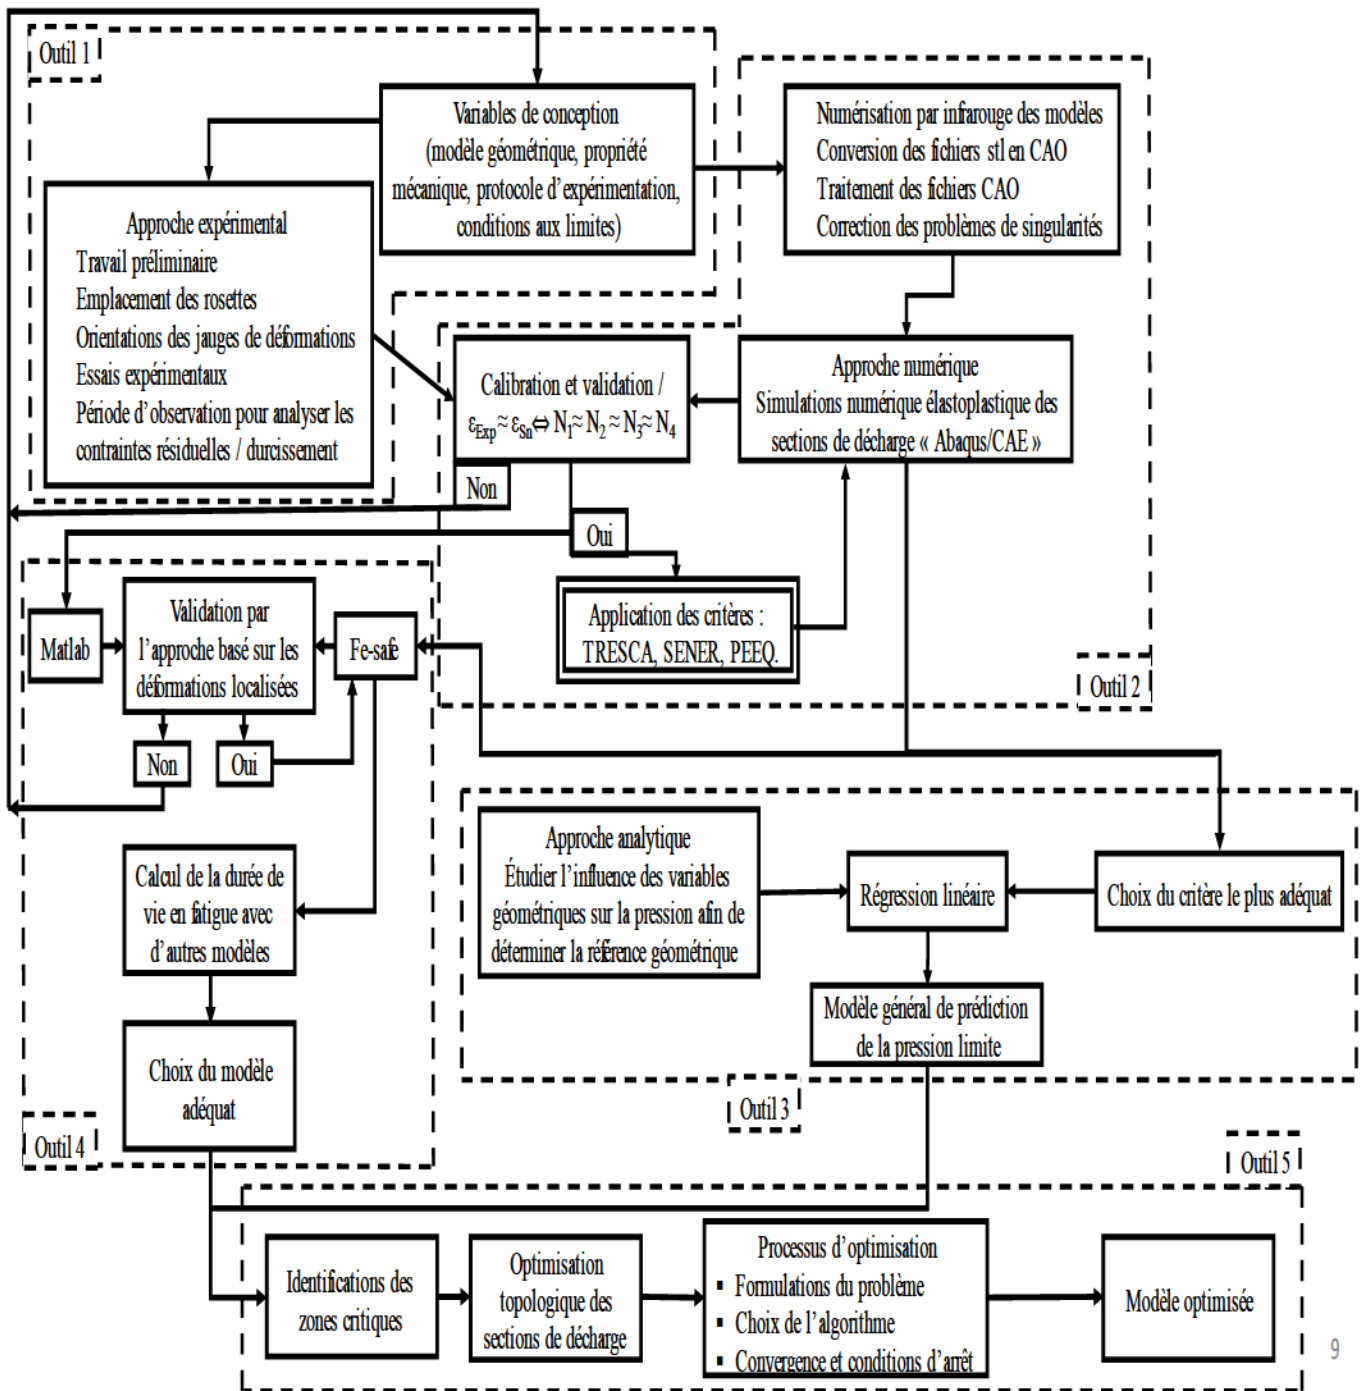 Outil 1
Variables de conception
(modèle géométrique, propriété
mécanique, protocole d'expérimentation,
conditions aux limites)
Numérisation par infrarouge des modèles
Conversion des fichiers stl en CAO
Traitement des fichiers CAO
Correction des problèmes de singularités
Approche expérimental
Travail préliminaire
Emplacement des rosettes
Orientations des jauges de déformations
Essais expérimentaux
Période d'observation pour analyser les
contraintes résiduelles / durcissement
Calibration et validation /
εExp ≈ εSn ⇔ N1≈ N2 ≈ N3≈ N4
Non
Oui
Approche numérique
Simulations numérique élastoplastique des
sections de décharge « Abaqus/CAE »
Application des critères :
TRESCA, SENER, PEEQ.
Outil 2
Matlab
Validation par
l'approche basé sur les
déformations localisées
Fe-safe
Non
Oui
Calcul de la durée de
vie en fatigue avec
d'autres modèles
Choix du modèle
adéquat
Outil 4
Approche analytique
Étudier l'influence des variables
géométriques sur la pression afin de
déterminer la référence géométrique
Régression linéaire
Choix du critère le plus adéquat
Modèle général de prédiction
de la pression limite
Outil 3
Outil 5
Identifications des
zones critiques
Optimisation
topologique des
sections de décharge
Processus d'optimisation
▪ Formulations du problème
▪ Choix de l'algorithme
▪ Convergence et conditions d'arrêt
Modèle optimisée
9